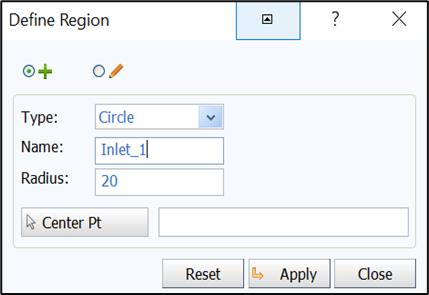 Define Region ?
Type: Circle
Name: Inlet_1
Radius: 20
Center Pt
Reset Apply Close